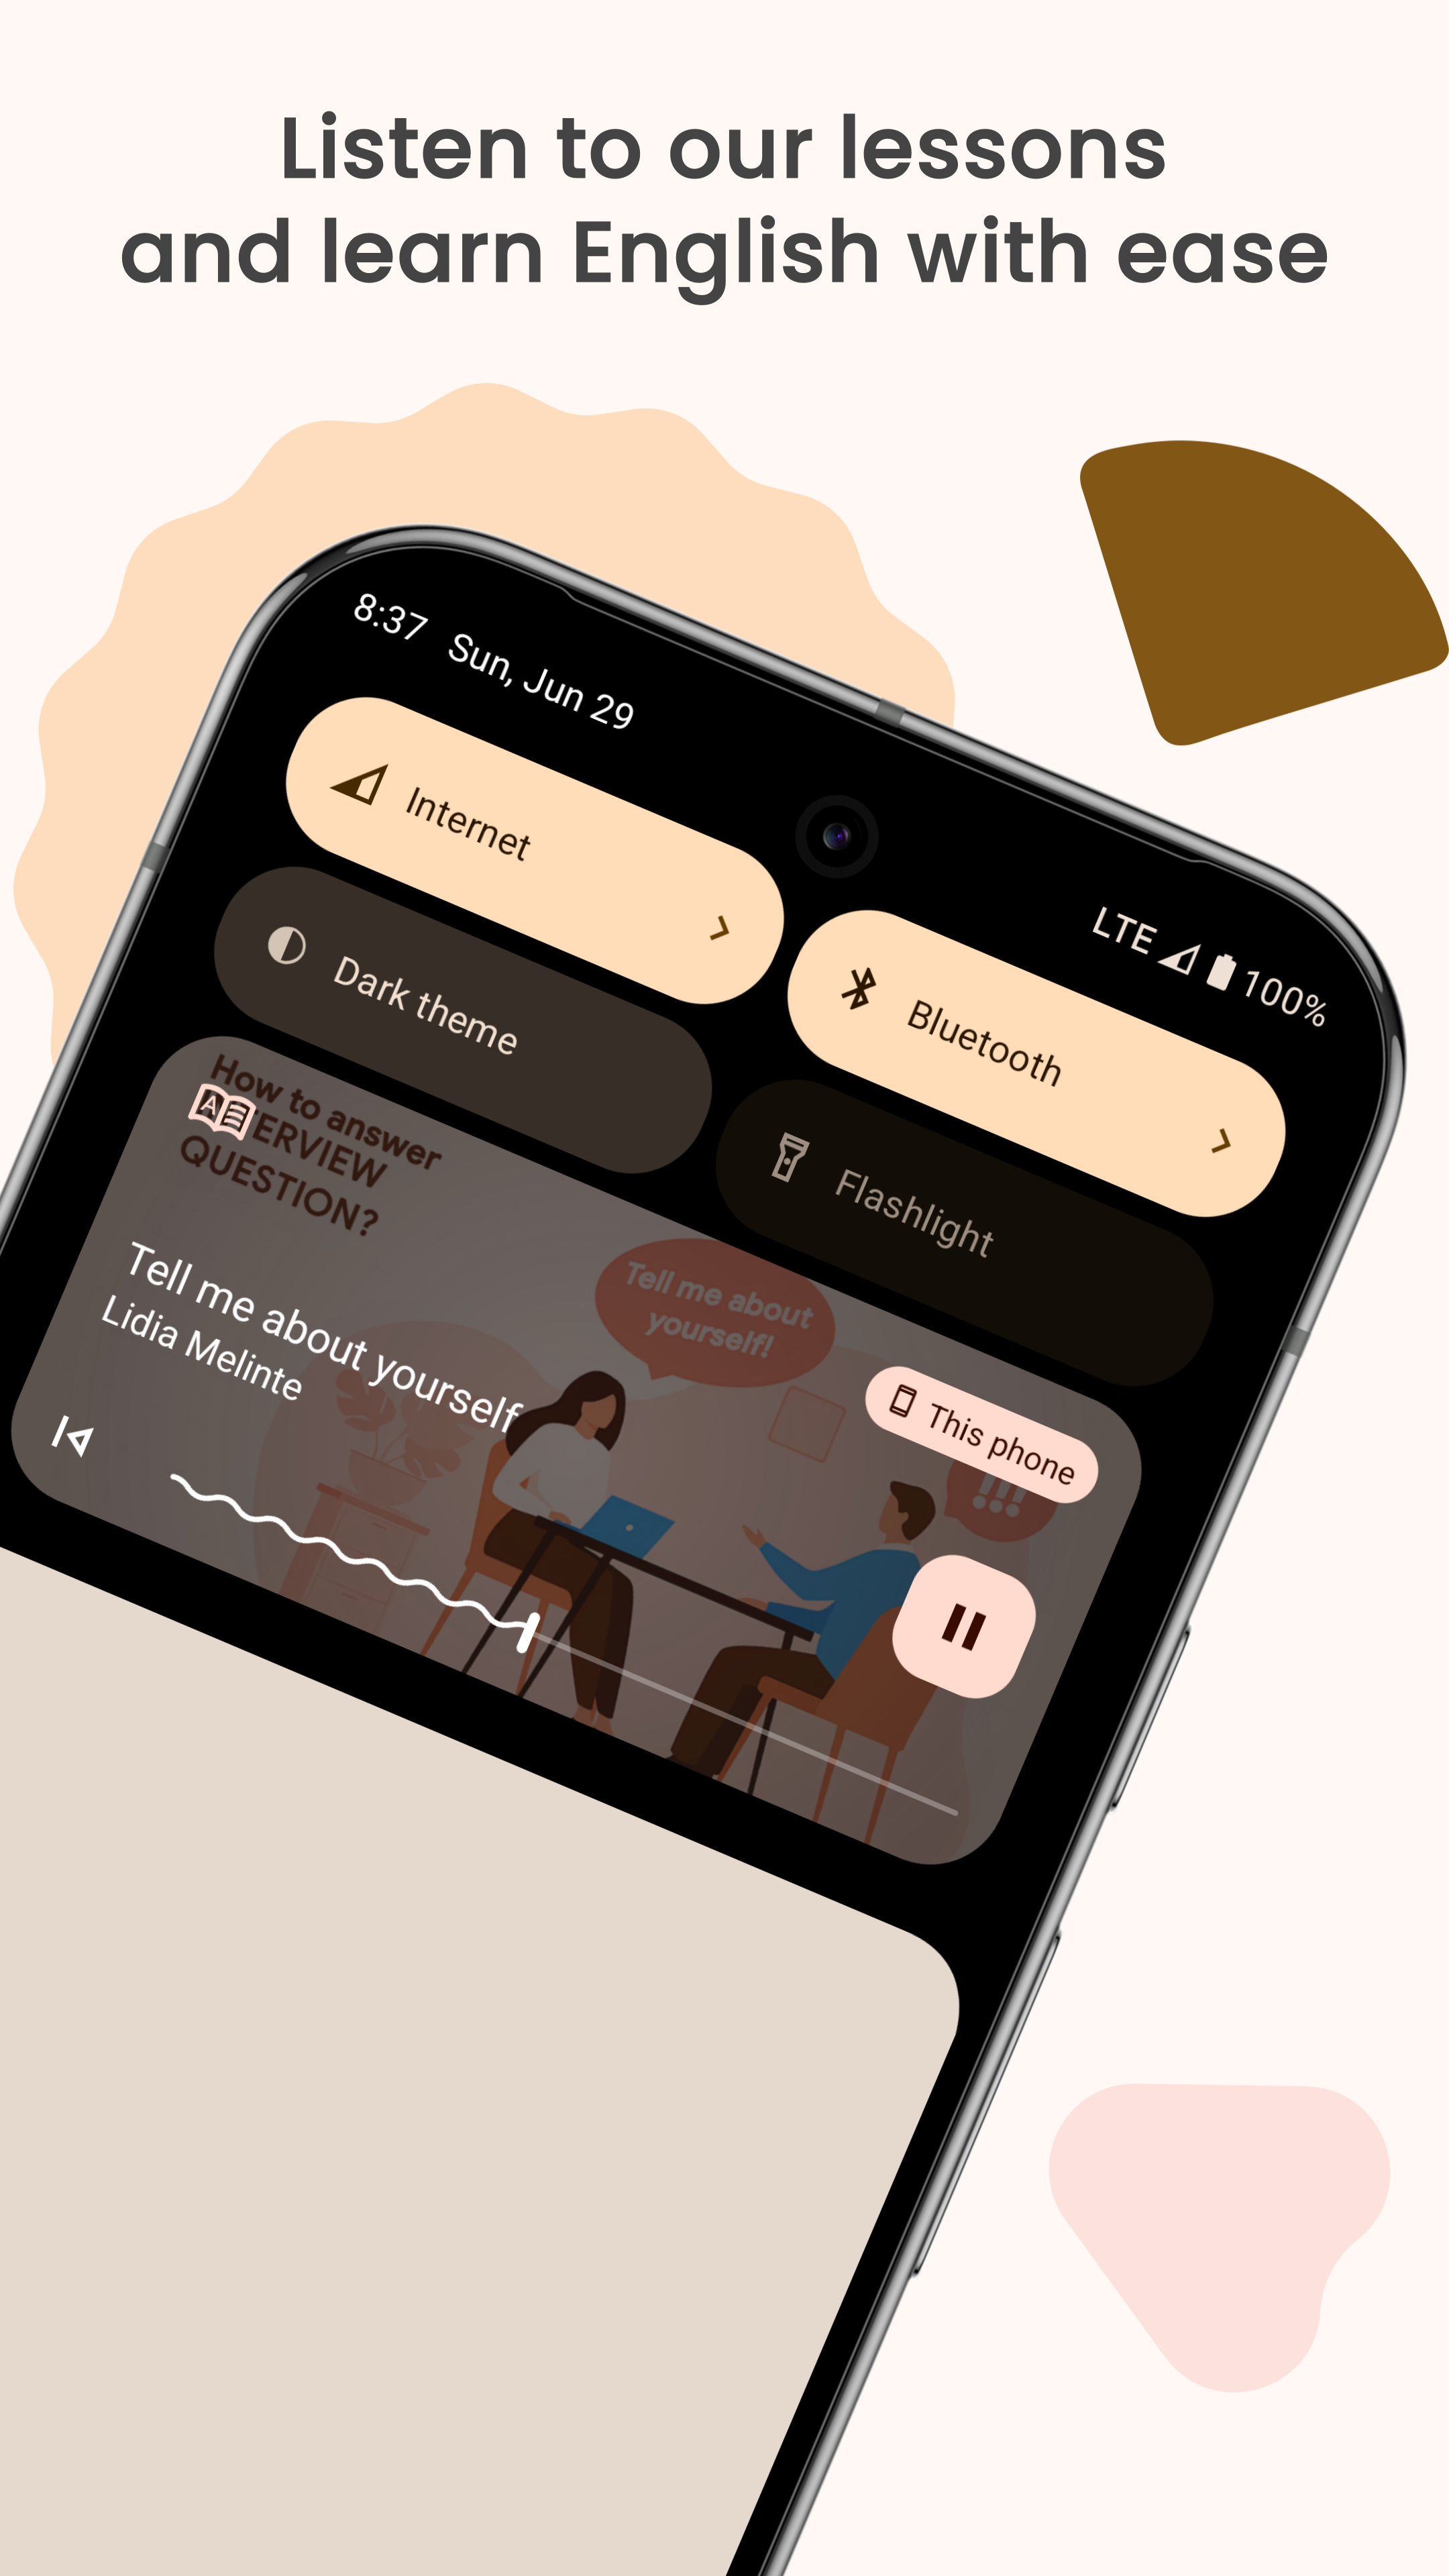 Listen to our lessons
and learn English with ease
8:37 Sun, Jun 29
LTE 100%
Internet
Bluetooth
Dark theme
Flashlight
How to answer
ERVIEW
QUESTION?
A
Tell me about yourself
Lidia Melinte
Tell me about
yourself!
This phone
!!!